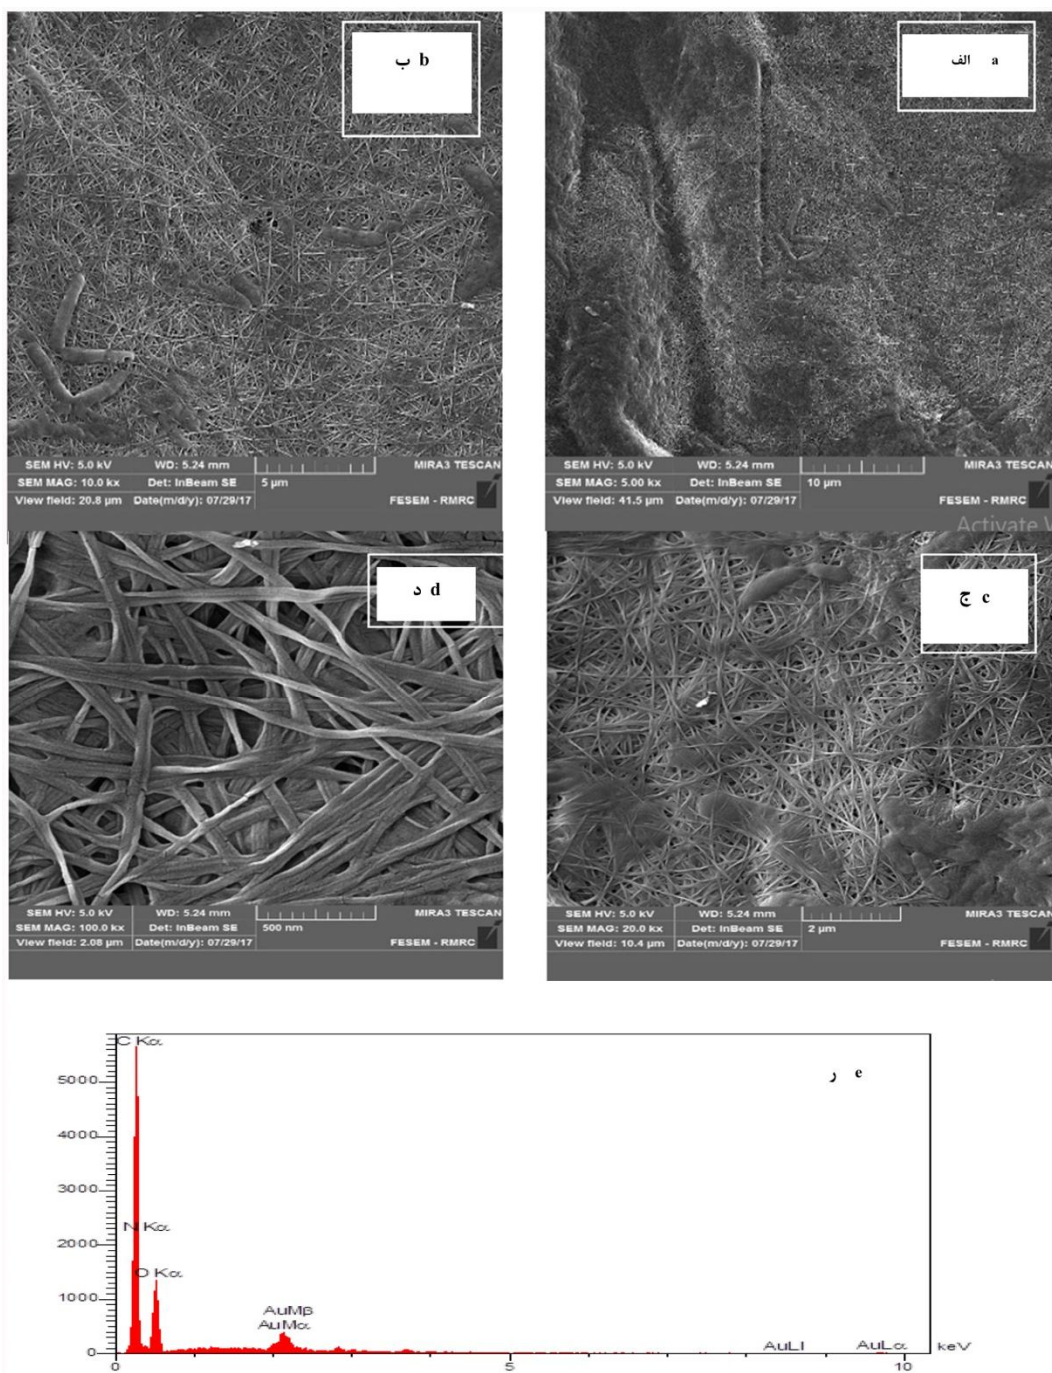 b ب
SEM HV: 5.0 kV WD: 5.24 mm MIRA3 TESCAN
SEM MAG: 10.0 kx Det: InBeam SE 5 µm
View field: 20.8 µm Date(m/d/y): 07/29/17 FESEM - RMRC
a الف
SEM HV: 5.0 kV WD: 5.24 mm MIRA3 TESCAN
SEM MAG: 5.00 kx Det: InBeam SE 10 µm
View field: 41.5 µm Date(m/d/y): 07/29/17 FESEM - RMRC
Activate
d د
SEM HV: 5.0 kV WD: 5.24 mm MIRA3 TESCAN
SEM MAG: 100.0 kx Det: InBeam SE 500 nm
View field: 2.08 µm Date(m/d/y): 07/29/17 FESEM - RMRC
c ج
SEM HV: 5.0 kV WD: 5.24 mm MIRA3 TESCAN
SEM MAG: 20.0 kx Det: InBeam SE 2 µm
View field: 10.4 µm Date(m/d/y): 07/29/17 FESEM - RMRC
e ر
C Kα
5000
4000
3000
N Kα
2000
O Kα
1000
AuMβ
AuMα
AuLl
AuLα
keV
0
0
5
10